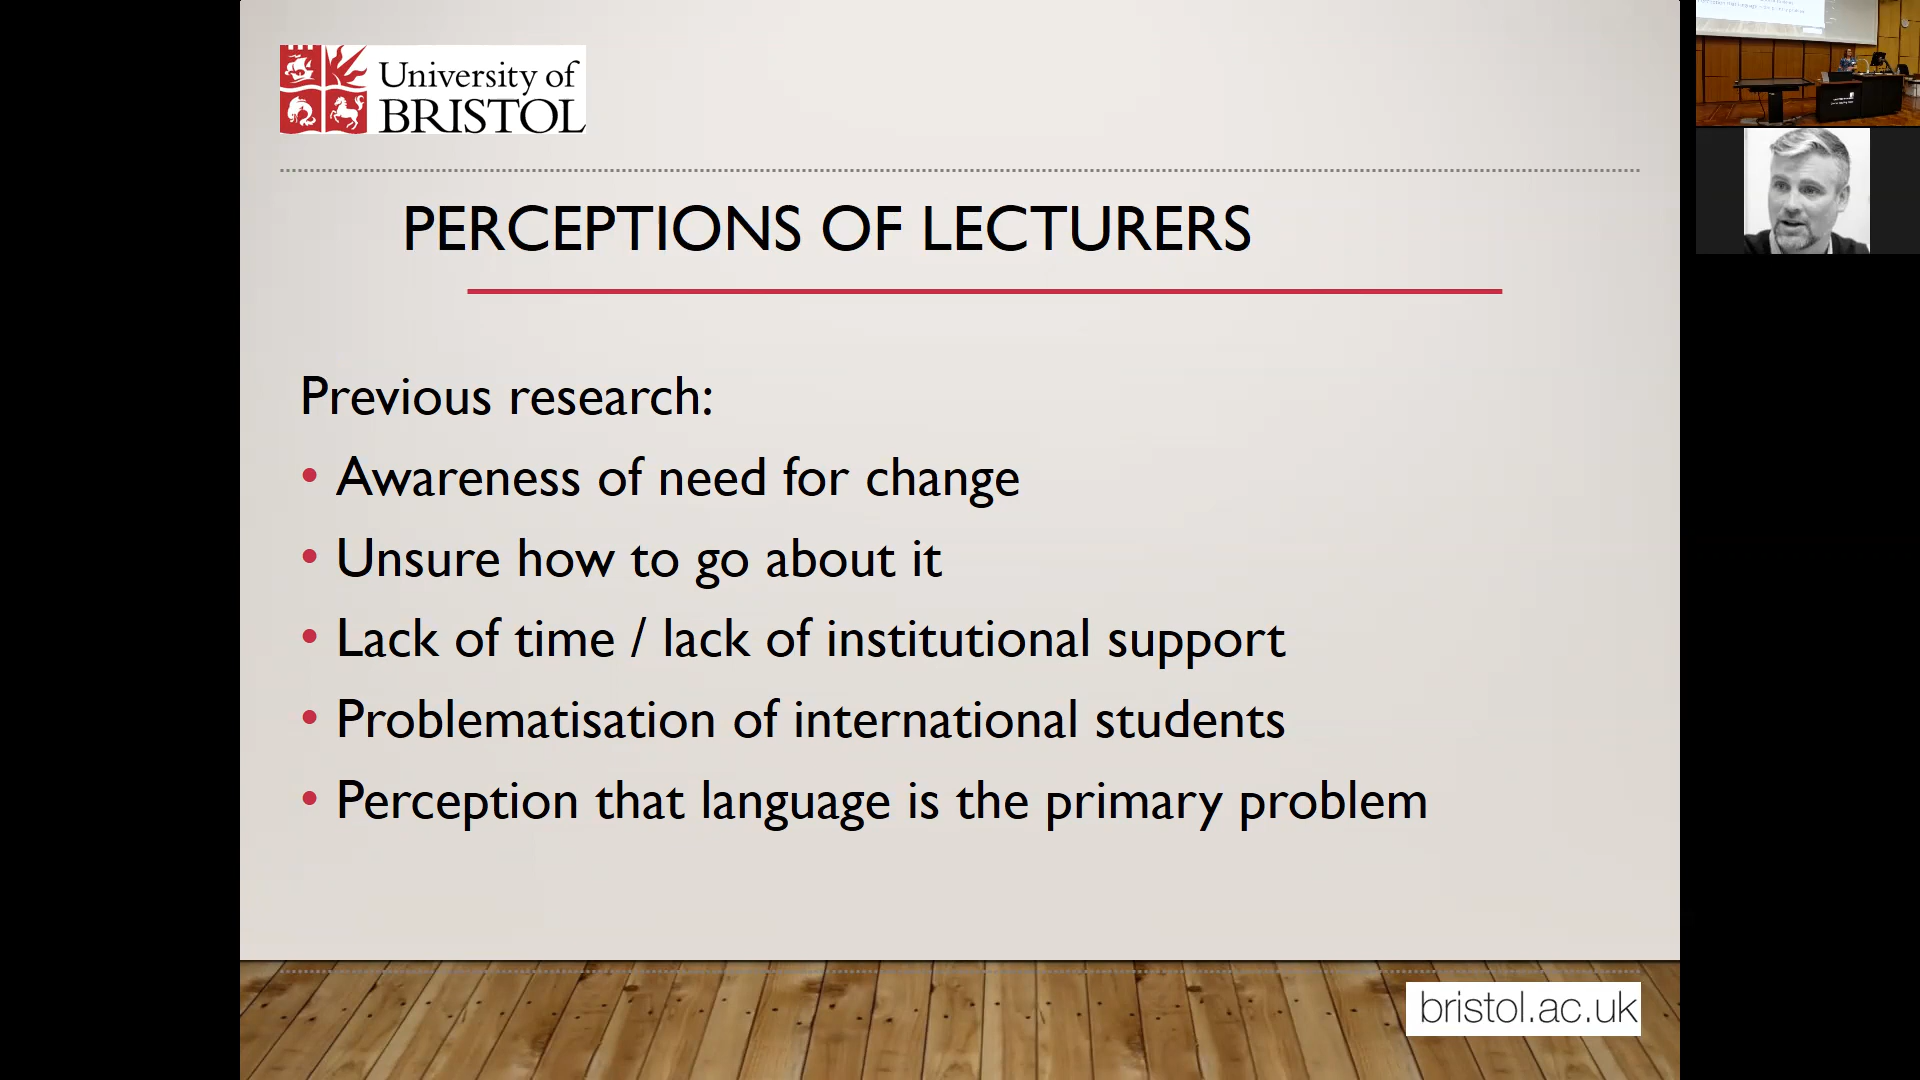 University of
BRISTOL
PERCEPTIONS OF LECTURERS
Previous research:
• Awareness of need for change
• Unsure how to go about it
• Lack of time / lack of institutional support
• Problematisation of international students
• Perception that language is the primary problem
bristol.ac.uk